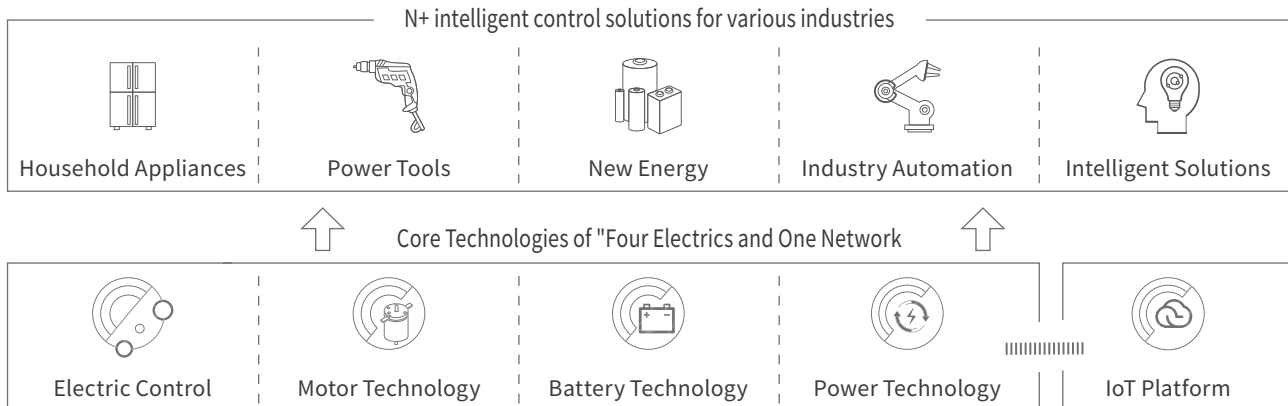 N+ intelligent control solutions for various industries
Household Appliances
Power Tools
New Energy
Industry Automation
Intelligent Solutions
Core Technologies of "Four Electrics and One Network
Electric Control
Motor Technology
Battery Technology
Power Technology
IoT Platform